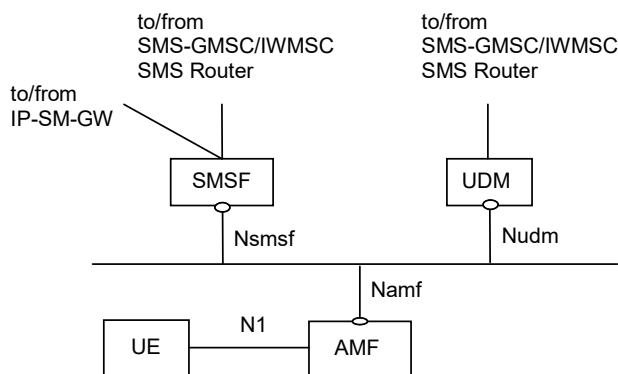 to/from
SMS-GMSC/IWMSC
SMS Router
to/from
SMS-GMSC/IWMSC
SMS Router
to/from
IP-SM-GW
SMSF
UDM
Nsmsf
Nudm
Namf
N1
UE
AMF